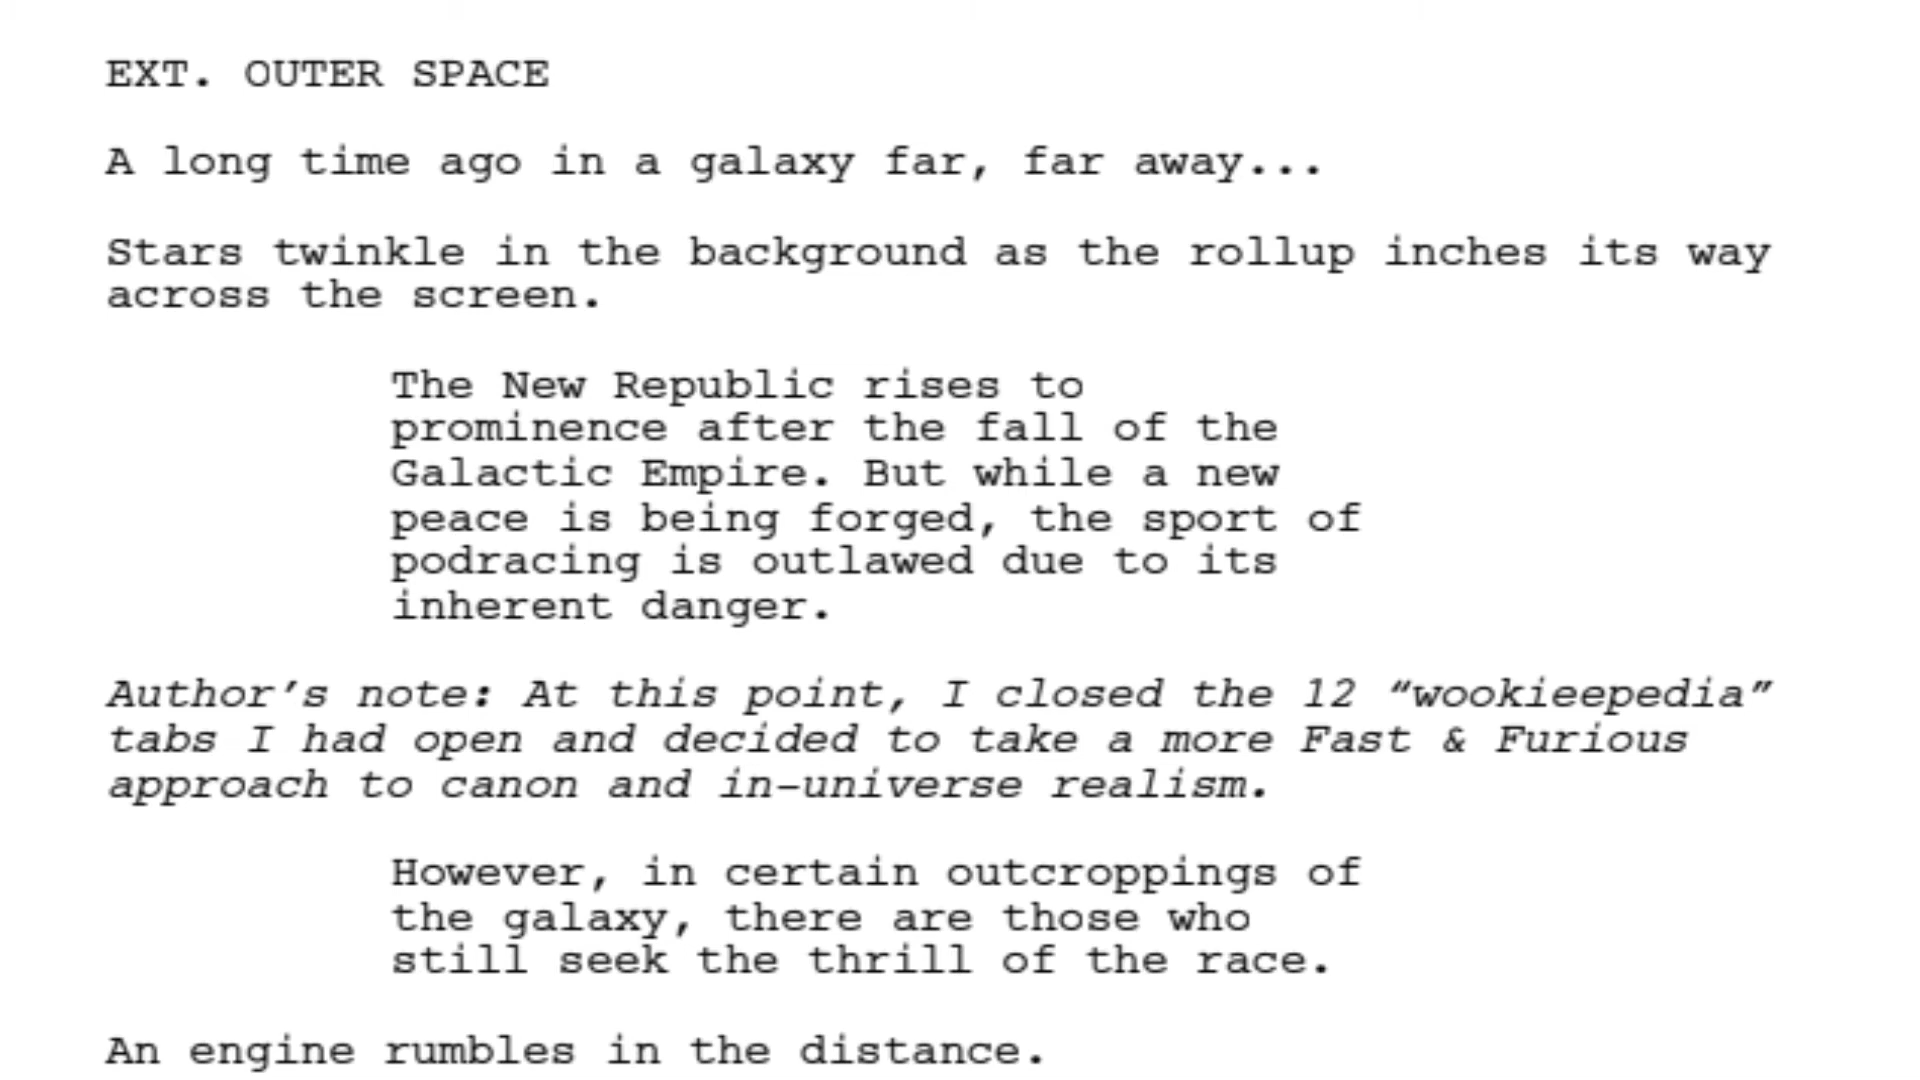 EXT. OUTER SPACE
A long time ago in a galaxy far, far away...
Stars twinkle in the background as the rollup inches its way
across the screen.
The New Republic rises to
prominence after the fall of the
Galactic Empire. But while a new
peace is being forged, the sport of
podracing is outlawed due to its
inherent danger.
Author’s note: At this point, I closed the 12 “wookieepedia”
tabs I had open and decided to take a more Fast & Furious
approach to canon and in-universe realism.
However, in certain outcroppings of
the galaxy, there are those who
still seek the thrill of the race.
An engine rumbles in the distance.